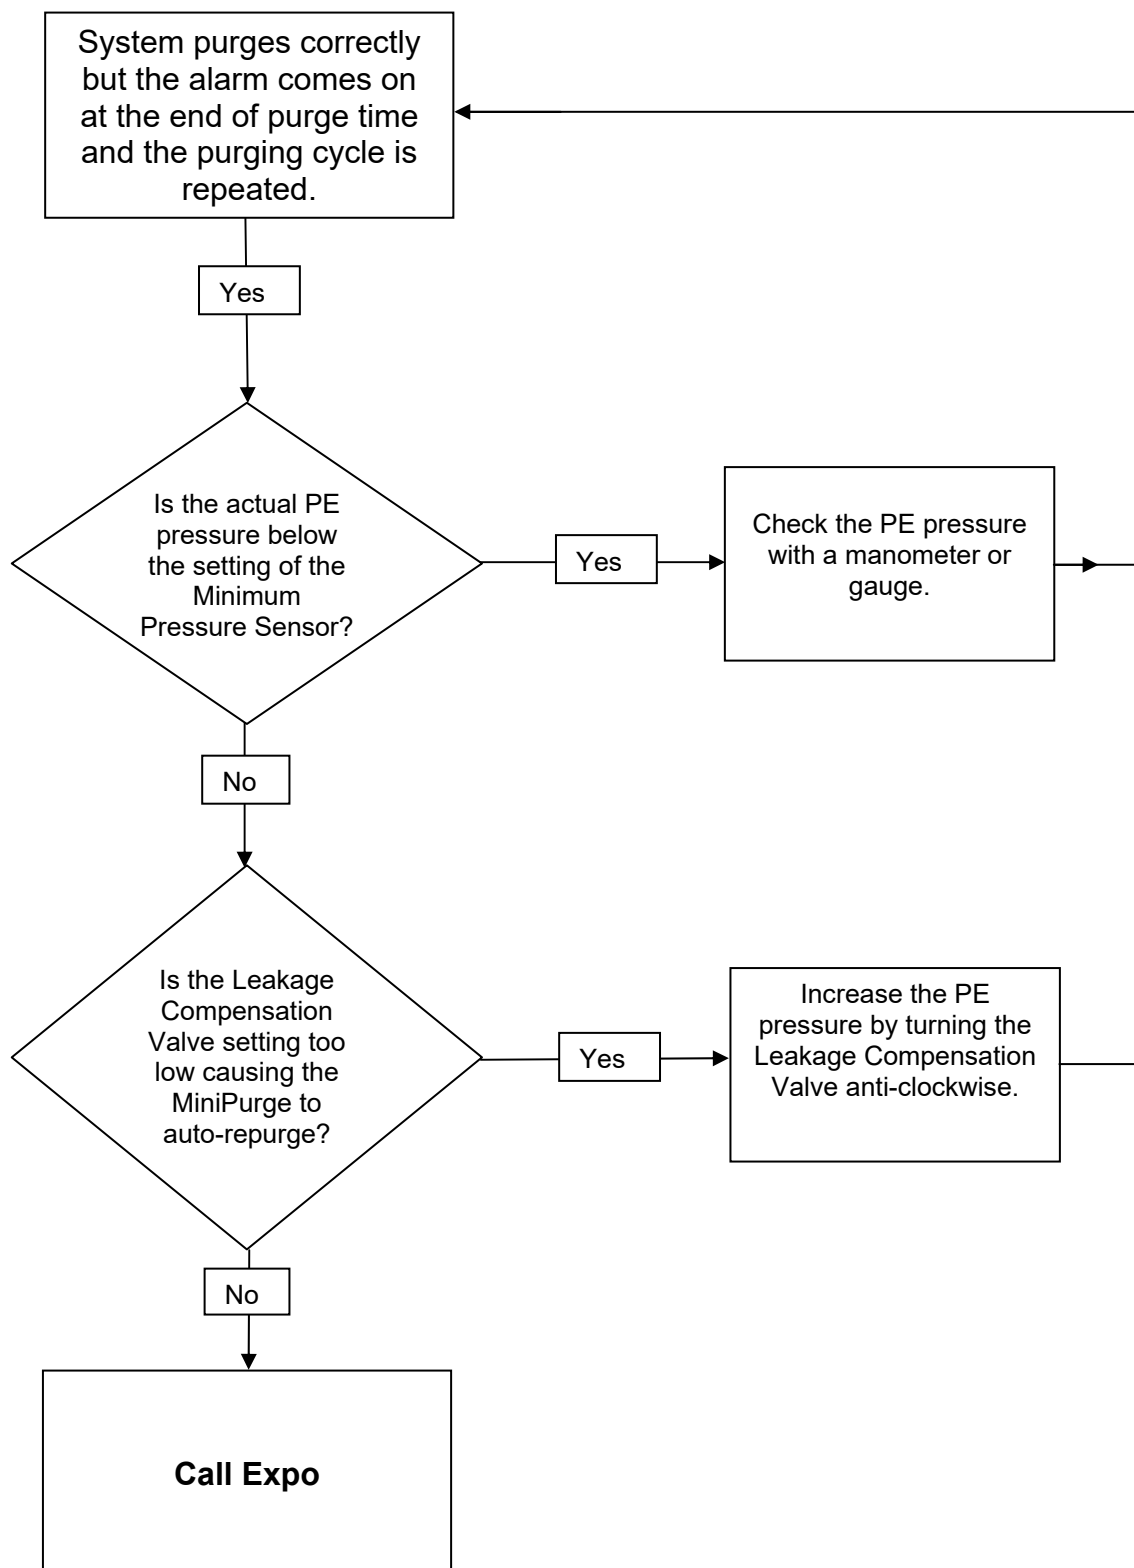 System purges correctly
but the alarm comes on
at the end of purge time
and the purging cycle is
repeated.
Yes
Is the actual PE
pressure below
the setting of the
Minimum
Pressure Sensor?
Yes
Check the PE pressure
with a manometer or
gauge.
No
Is the Leakage
Compensation
Valve setting too
low causing the
MiniPurge to
auto-repurge?
Yes
Increase the PE
pressure by turning the
Leakage Compensation
Valve anti-clockwise.
No
Call Expo